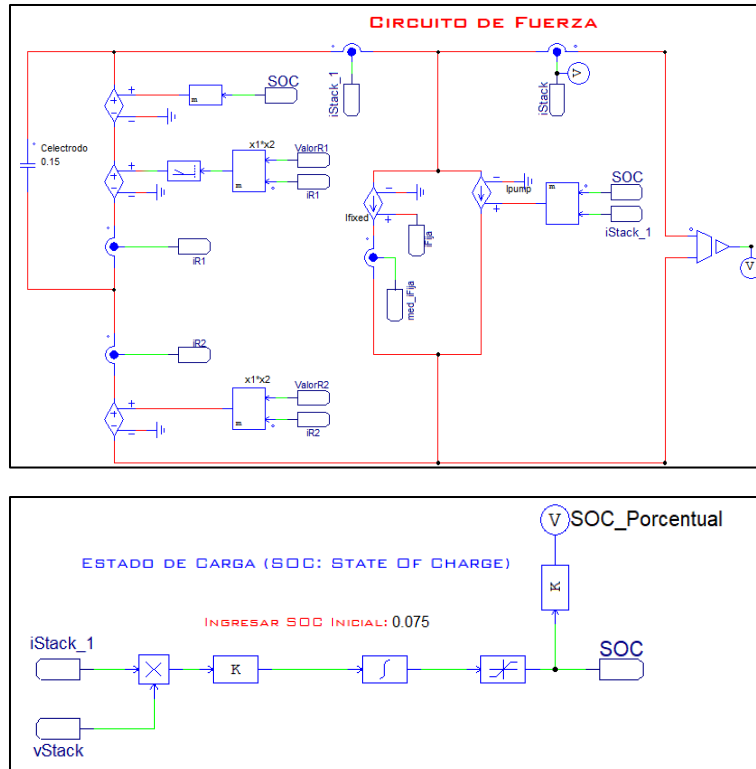 CIRCUITO DE FUERZA
SOC
m
iStack_1
iStack
V
Celectrodo
0.15
x1*x2
ValorR1
m
iR1
iR1
Ifixed
iFija
med_iFija
Ipump
m
SOC
iStack_1
V
iR2
x1*x2
ValorR2
m
iR2
V
SOC_Porcentual
ESTADO DE CARGA (SOC: STATE OF CHARGE)
K
INGRESAR SOC INICIAL: 0.075
iStack_1
K
∫
SOC
vStack